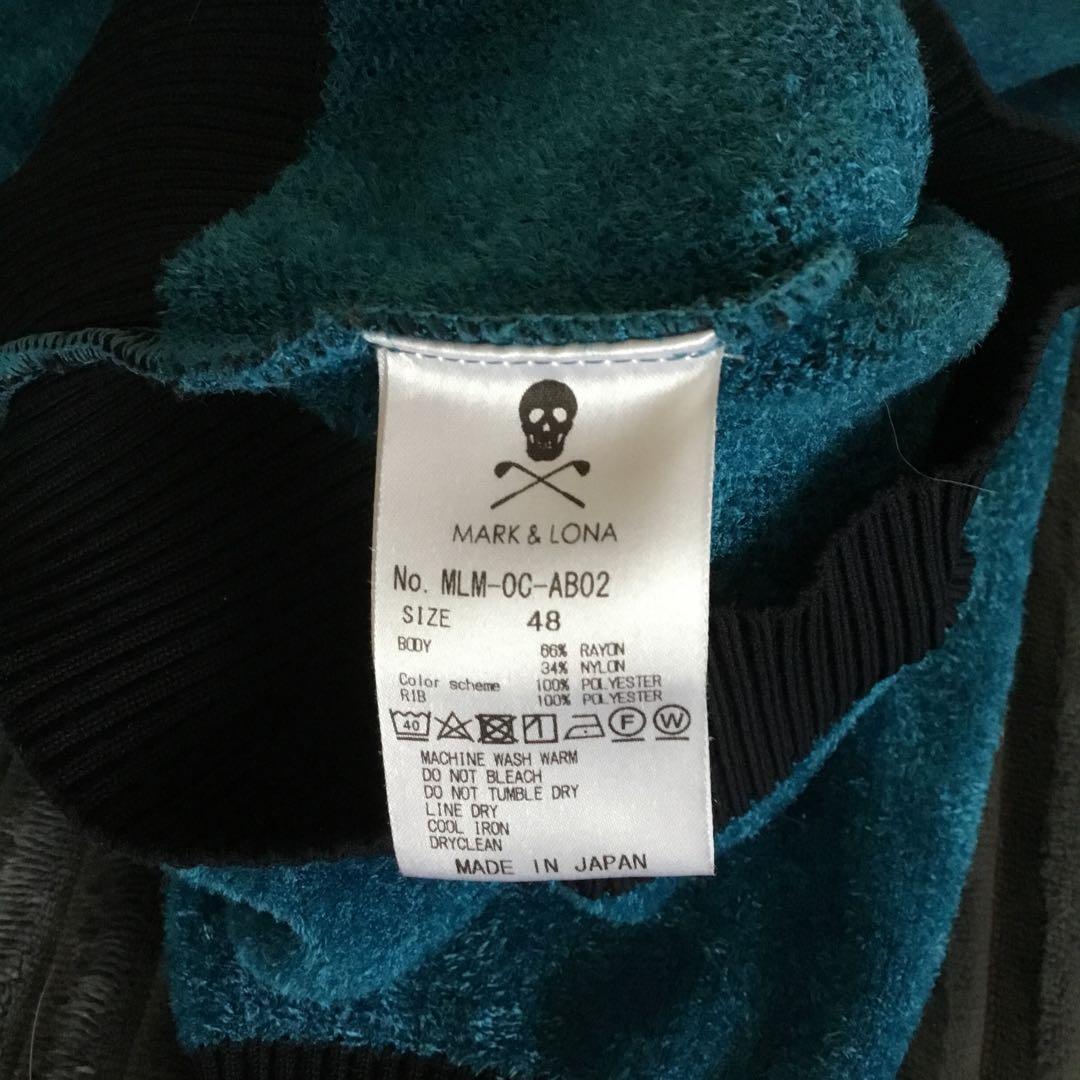 MARK & LONA
No. MLM-OC-AB02
SIZE 48
BODY 66% RAYON
34% NYLON
Color scheme 100% POLYESTER
RIB 100% POLYESTER
40 F W
MACHINE WASH WARM
DO NOT BLEACH
DO NOT TUMBLE DRY
LINE DRY
COOL IRON
DRYCLEAN
MADE IN JAPAN